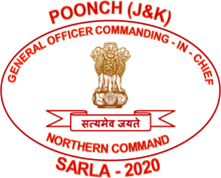 POONCH (J&K)
GENERAL OFFICER COMMANDING - IN - CHIEF
सत्यमेव जयते
NORTHERN COMMAND
SARLA - 2020